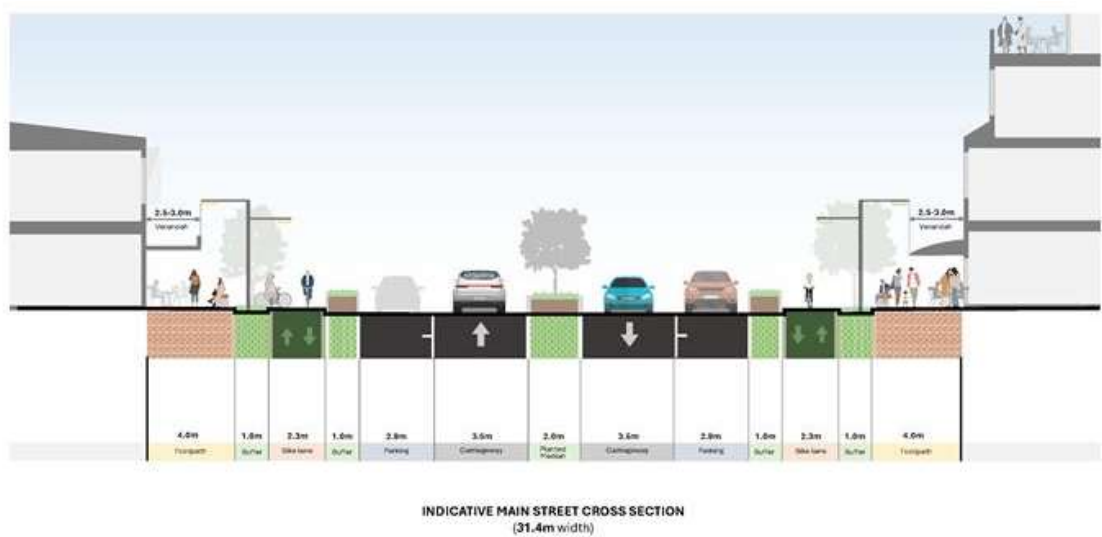 2.5-3.0m
Verandah
2.5-3.0m
Verandah
4.0m 1.0m 2.3m 1.0m 2.8m 3.5m 2.0m 3.5m 2.8m 1.0m 2.3m 1.0m 4.0m
Footpath Buffer Bike lane Buffer Parking Carriageway Planted Carriageway Parking Buffer Bike lane Buffer Footpath
Median
INDICATIVE MAIN STREET CROSS SECTION
(31.4m width)